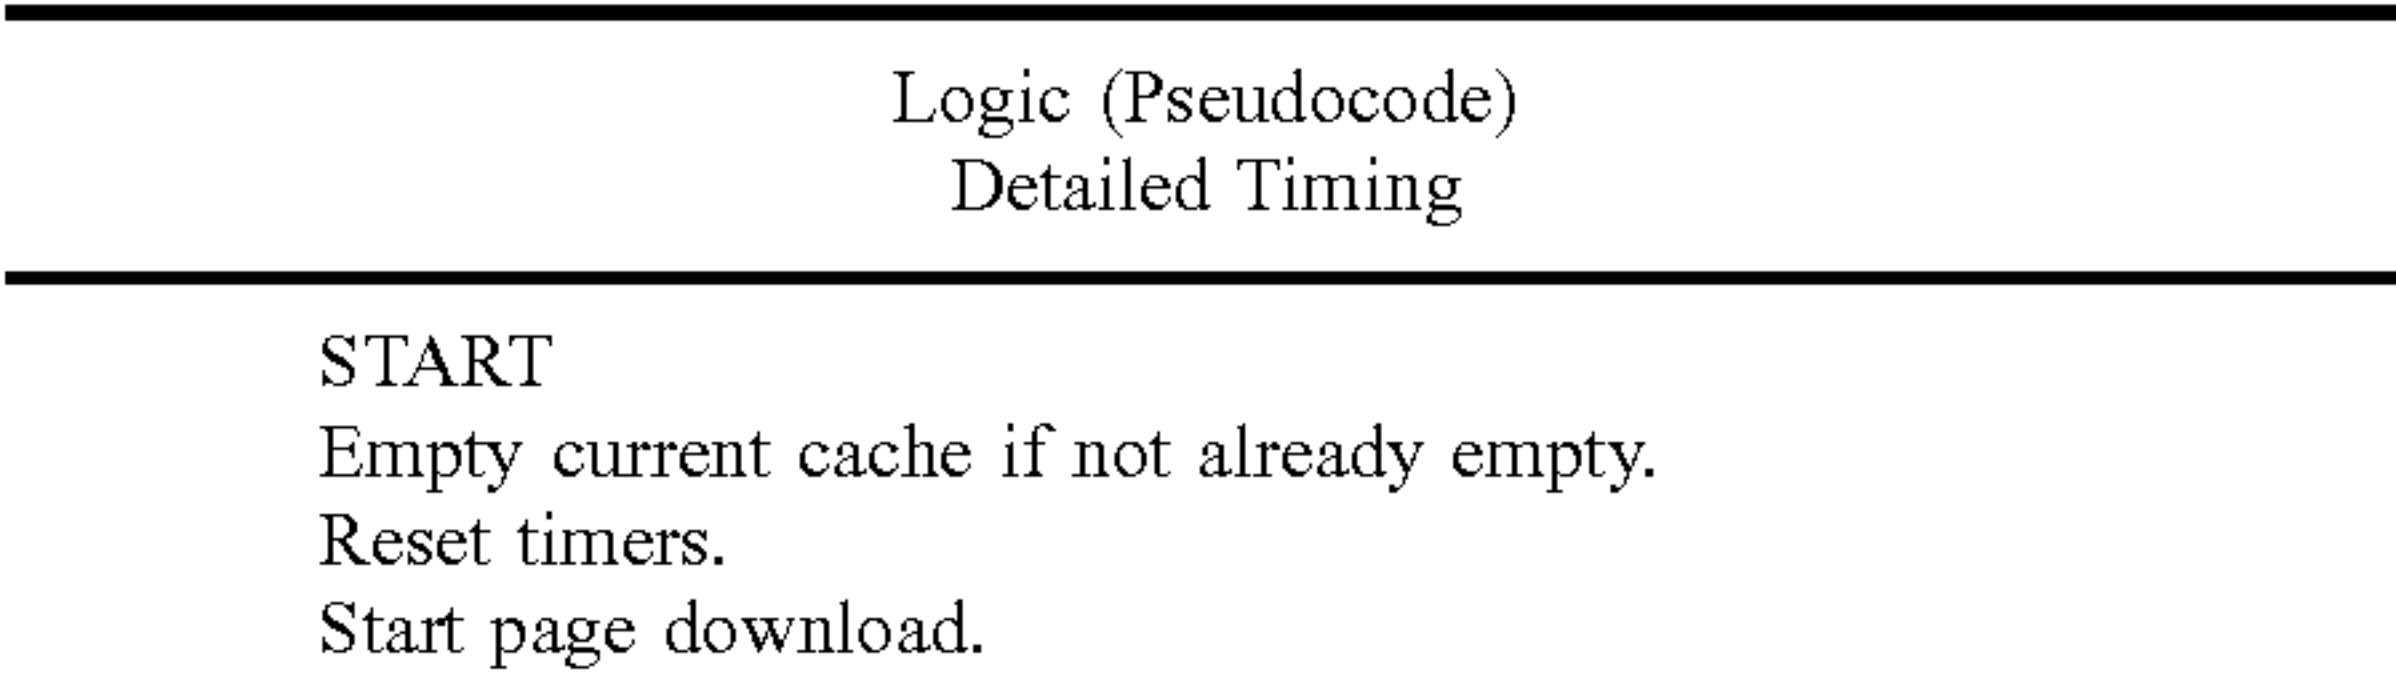 Logic (Pseudocode)
Detailed Timing
START
Empty current cache if not already empty.
Reset timers.
Start page download.